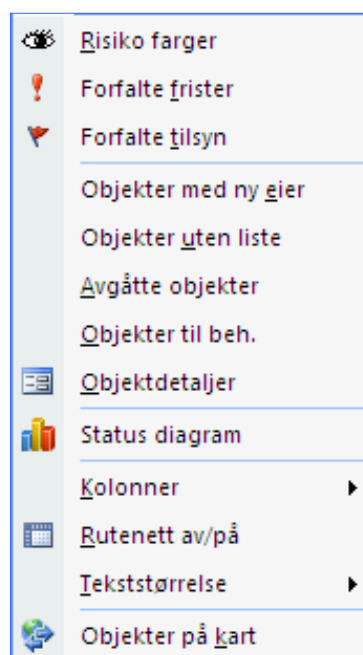 Risiko farger
Forfalte frister
Forfalte tilsyn
Objekter med ny eier
Objekter uten liste
Avgåtte objekter
Objekter til beh.
Objektdetaljer
Status diagram
Kolonner
Rutenett av/på
Tekststørrelse
Objekter på kart